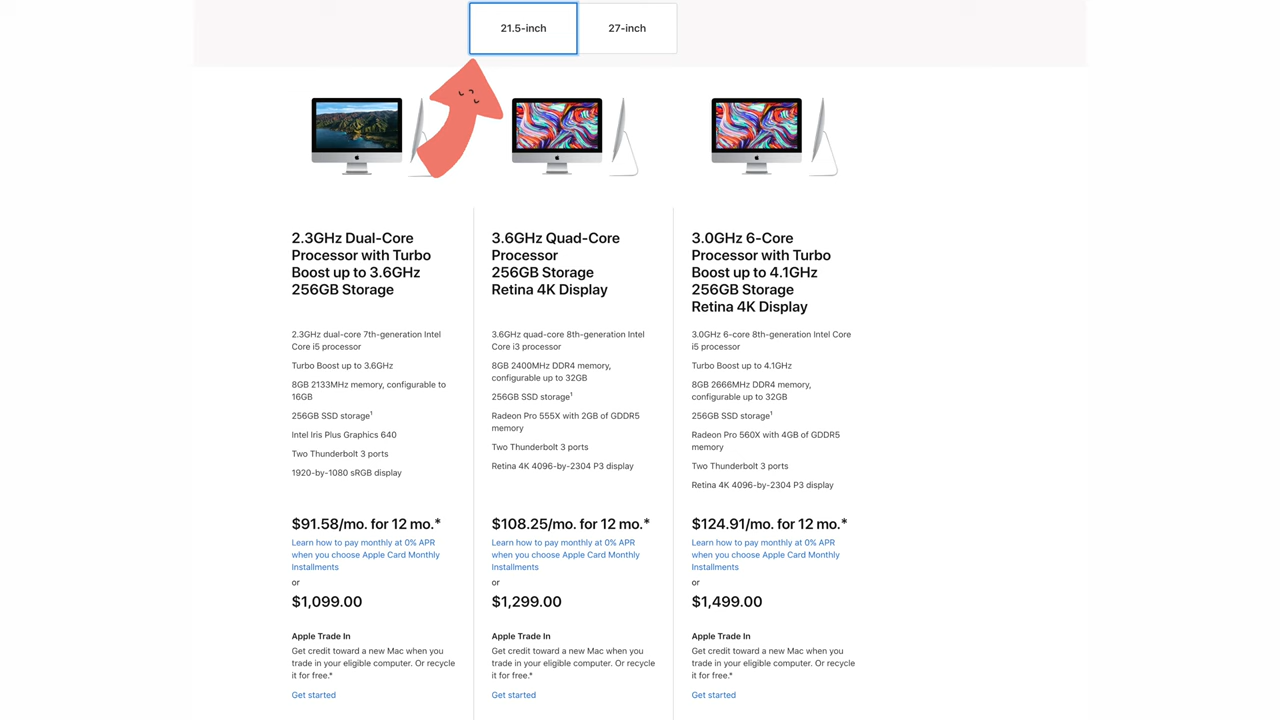 21.5-inch
27-inch
2.3GHz Dual-Core
Processor with Turbo
Boost up to 3.6GHz
256GB Storage
2.3GHz dual-core 7th-generation Intel
Core i5 processor
Turbo Boost up to 3.6GHz
8GB 2133MHz memory, configurable to
16GB
256GB SSD storage¹
Intel Iris Plus Graphics 640
Two Thunderbolt 3 ports
1920-by-1080 sRGB display
$91.58/mo. for 12 mo.*
Learn how to pay monthly at 0% APR
when you choose Apple Card Monthly
Installments
or
$1,099.00
Apple Trade In
Get credit toward a new Mac when you
trade in your eligible computer. Or recycle
it for free.*
Get started
3.6GHz Quad-Core
Processor
256GB Storage
Retina 4K Display
3.6GHz quad-core 8th-generation Intel
Core i3 processor
8GB 2400MHz DDR4 memory,
configurable up to 32GB
256GB SSD storage¹
Radeon Pro 555X with 2GB of GDDR5
memory
Two Thunderbolt 3 ports
Retina 4K 4096-by-2304 P3 display
$108.25/mo. for 12 mo.*
Learn how to pay monthly at 0% APR
when you choose Apple Card Monthly
Installments
or
$1,299.00
Apple Trade In
Get credit toward a new Mac when you
trade in your eligible computer. Or recycle
it for free.*
Get started
3.0GHz 6-Core
Processor with Turbo
Boost up to 4.1GHz
256GB Storage
Retina 4K Display
3.0GHz 6-core 8th-generation Intel Core
i5 processor
Turbo Boost up to 4.1GHz
8GB 2666MHz DDR4 memory,
configurable up to 32GB
256GB SSD storage¹
Radeon Pro 560X with 4GB of GDDR5
memory
Two Thunderbolt 3 ports
Retina 4K 4096-by-2304 P3 display
$124.91/mo. for 12 mo.*
Learn how to pay monthly at 0% APR
when you choose Apple Card Monthly
Installments
or
$1,499.00
Apple Trade In
Get credit toward a new Mac when you
trade in your eligible computer. Or recycle
it for free.*
Get started